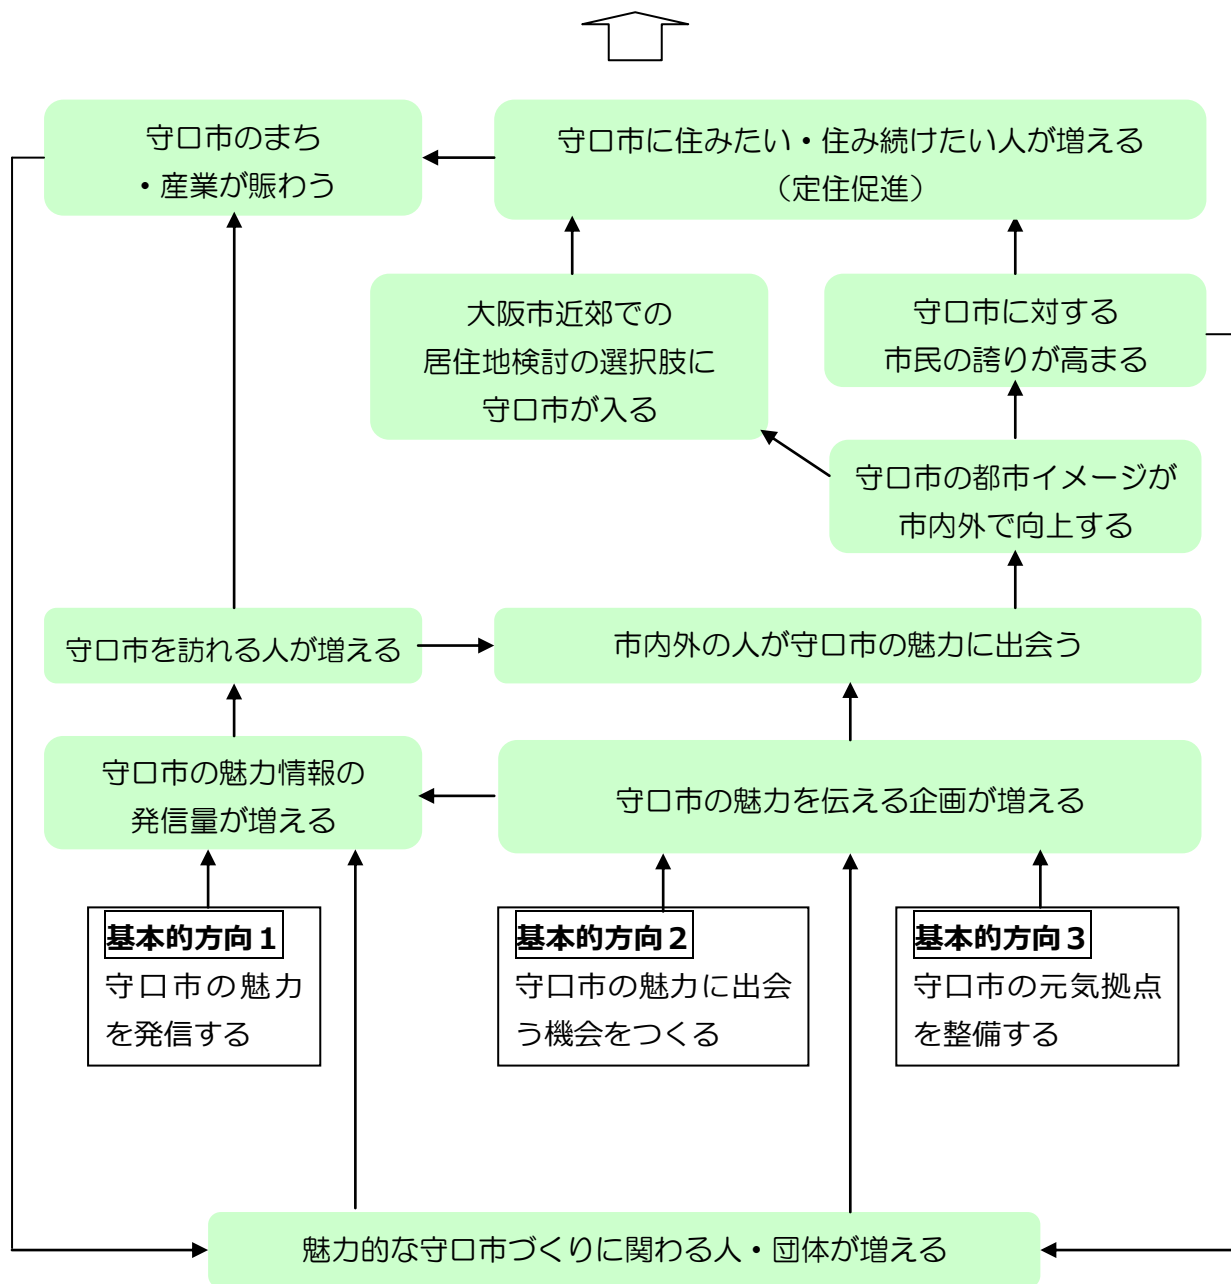 守口市のまち
・産業が賑わう
守口市に住みたい・住み続けたい人が増える
（定住促進）
大阪市近郊での
居住地検討の選択肢に
守口市が入る
守口市に対する
市民の誇りが高まる
守口市の都市イメージが
市内外で向上する
守口市を訪れる人が増える
市内外の人が守口市の魅力に出会う
守口市の魅力情報の
発信量が増える
守口市の魅力を伝える企画が増える
基本的方向１
守口市の魅力
を発信する
基本的方向２
守口市の魅力に出会
う機会をつくる
基本的方向３
守口市の元気拠点
を整備する
魅力的な守口市づくりに関わる人・団体が増える